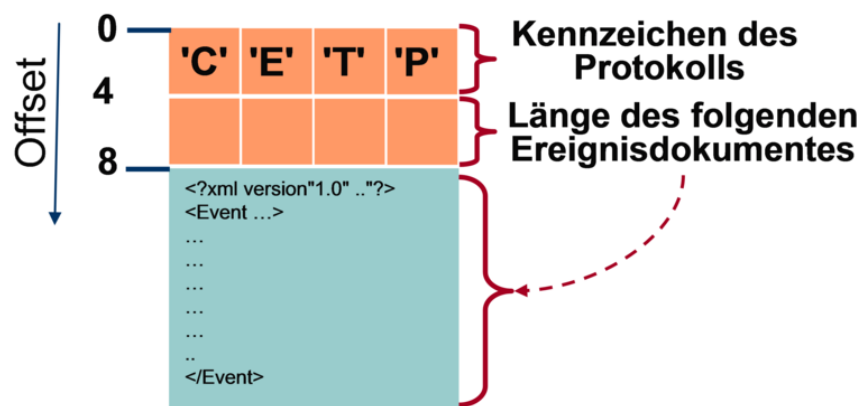 Offset
0
4
8
'C' 'E' 'T' 'P'
Kennzeichen des
Protokolls
Länge des folgenden
Ereignisdokumentes
<?xml version"1.0" .."?>
<Event ...>
...
...
...
...
...
..
</Event>